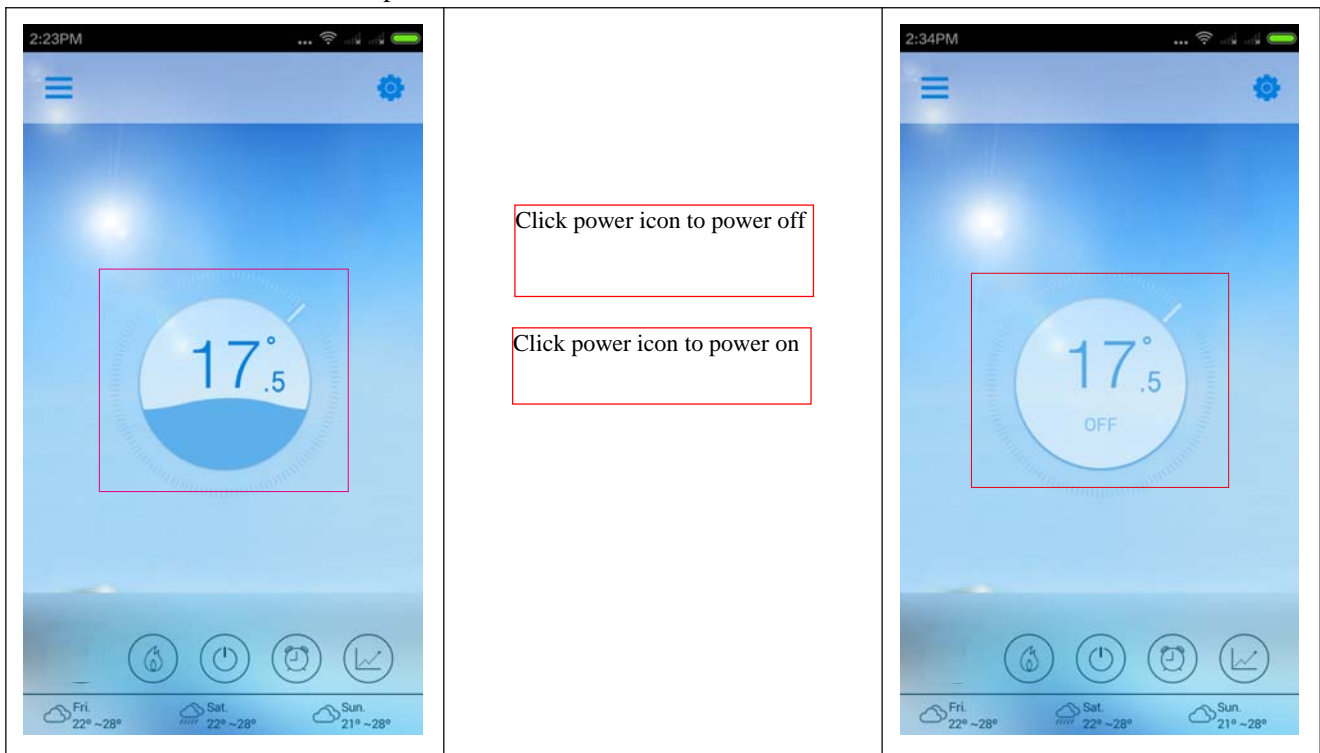 2:23PM
17°.5
Fri.
22° ~28°
Sat.
22° ~28°
Sun.
21° ~28°
Click power icon to power off
Click power icon to power on
2:34PM
17°.5
OFF
Fri.
22° ~28°
Sat.
22° ~28°
Sun.
21° ~28°